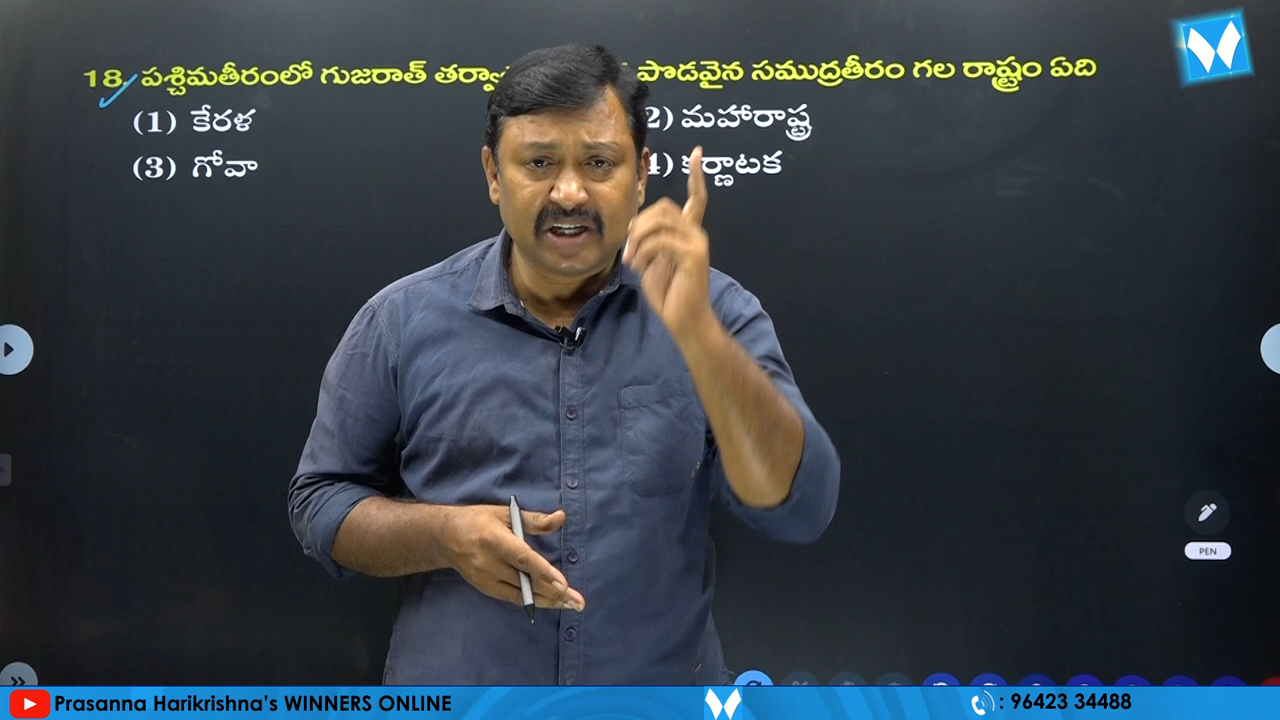 18. పశ్చిమతీరంలో గుజరాత్ తర్వా పొడవైన సముద్రతీరం గల రాష్ట్రం ఏది
(1) కేరళ 2) మహారాష్ట్ర
(3) గోవా 4) కర్ణాటక
PEN
Prasanna Harikrishna's WINNERS ONLINE : 96423 34488